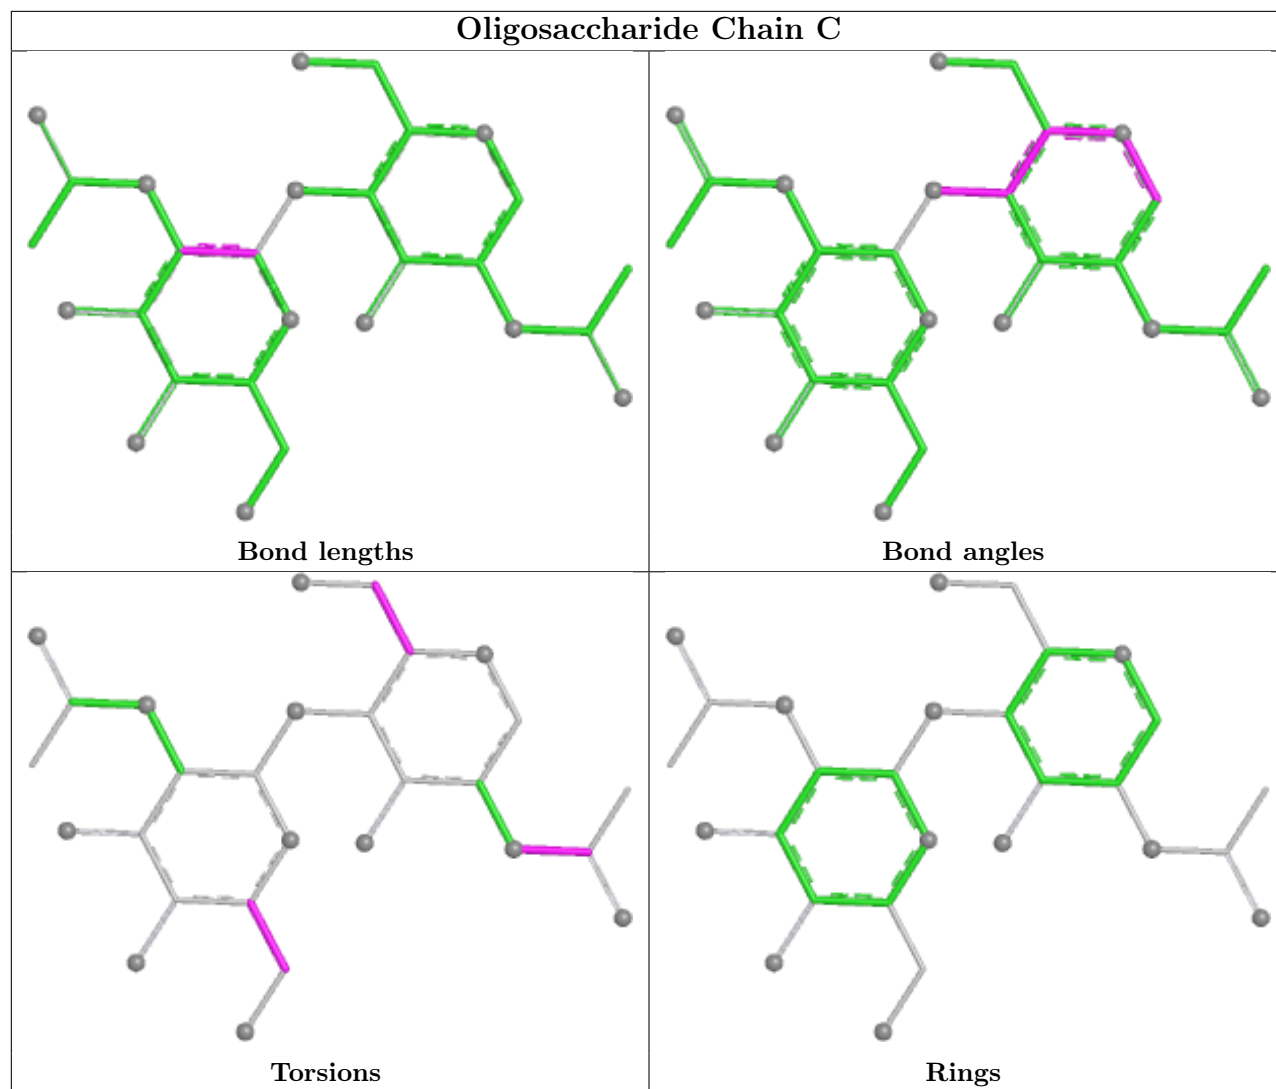 Oligosaccharide Chain C
Bond lengths
Bond angles
Torsions
Rings